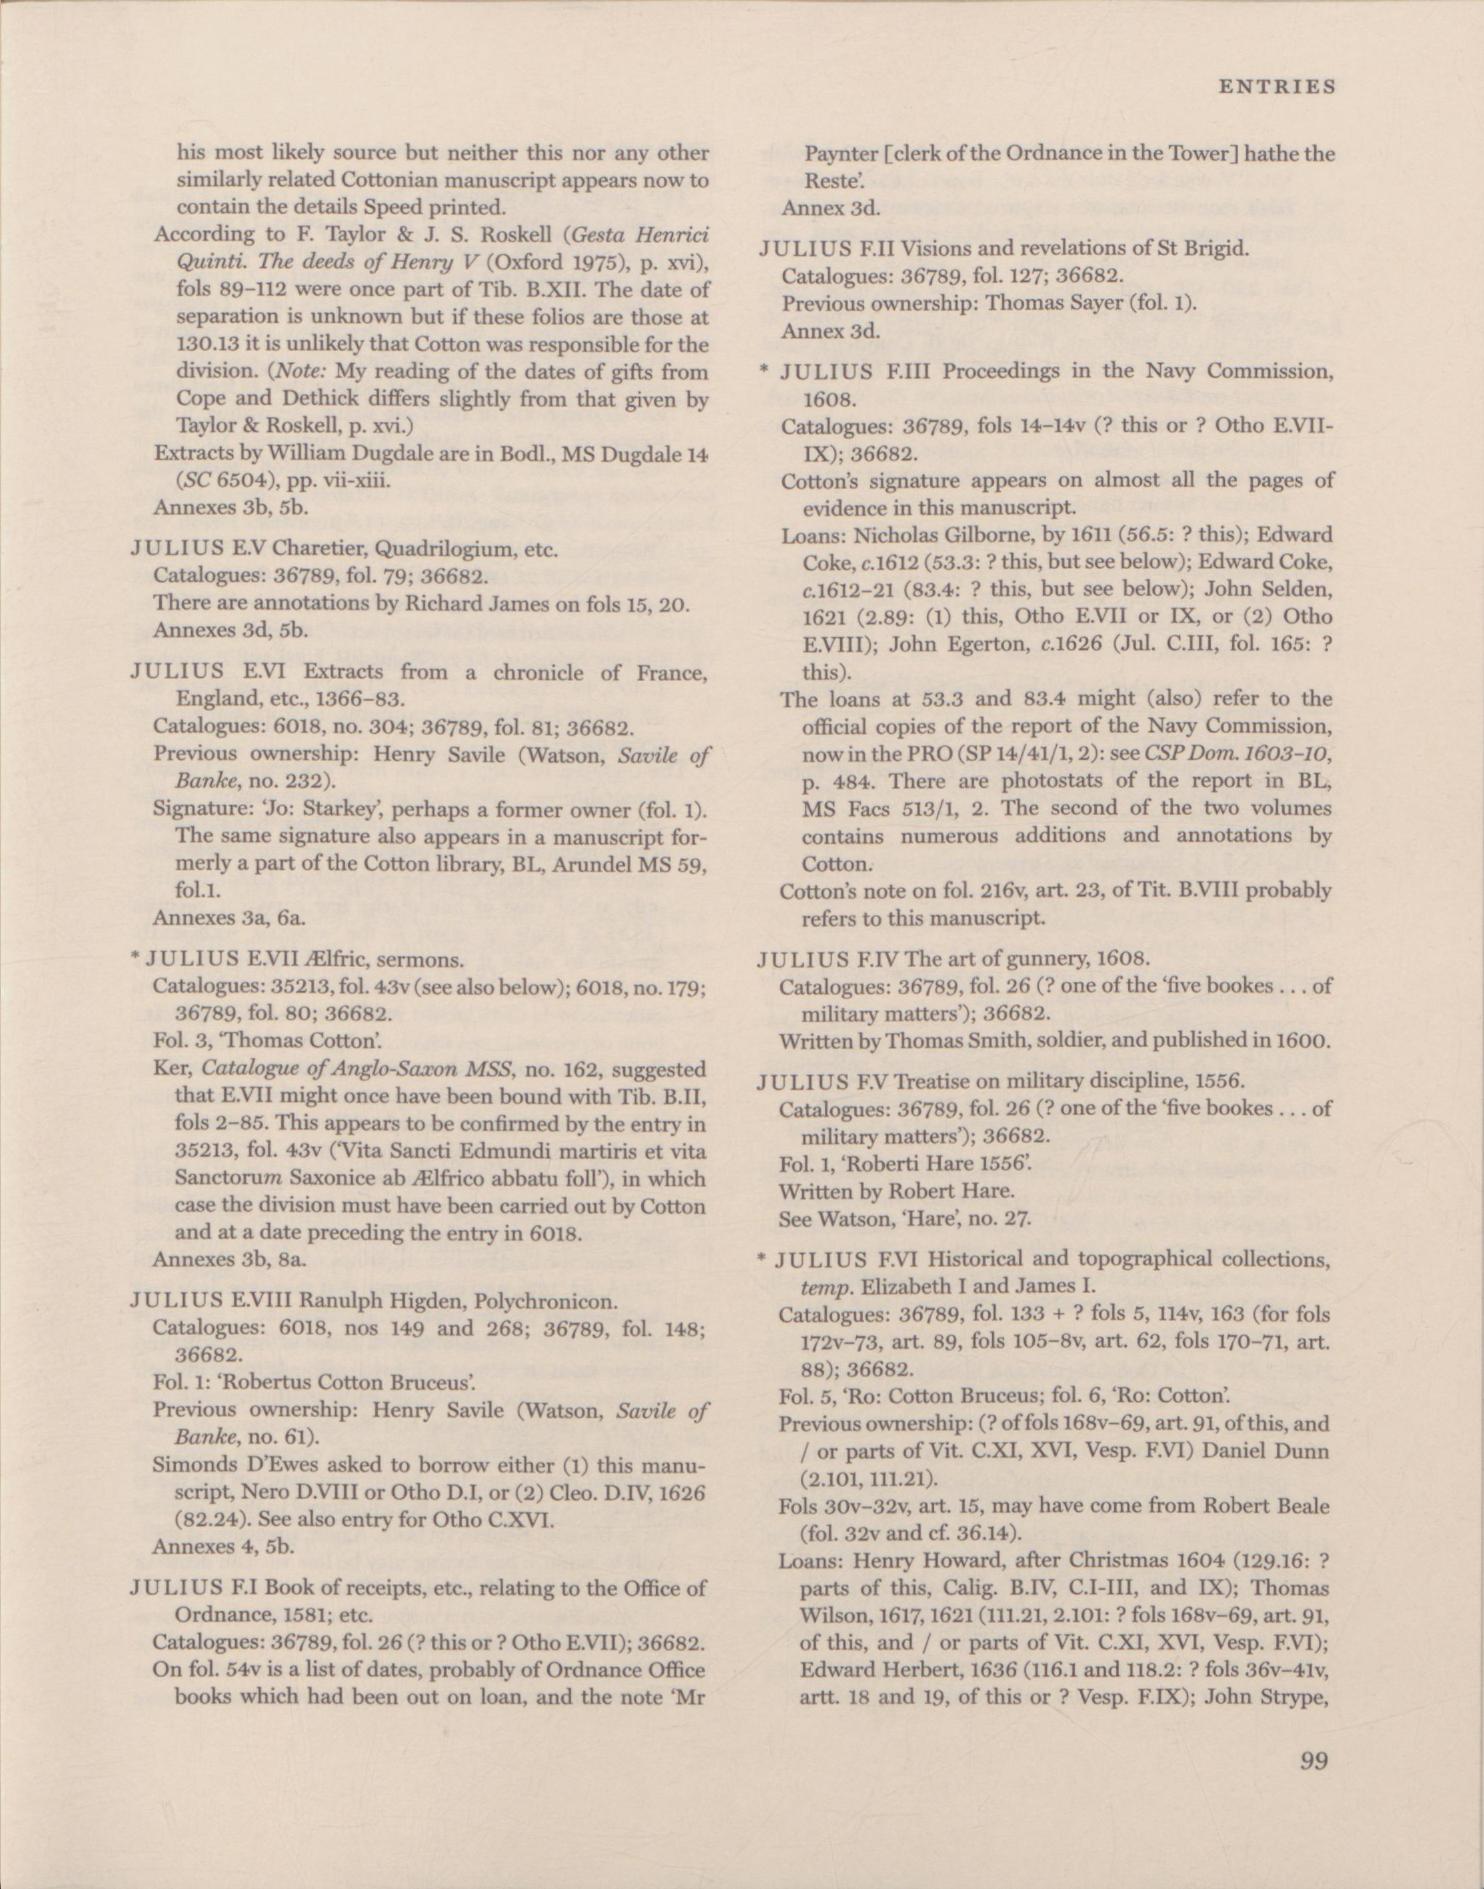 ENTRIES
his most likely source but neither this nor any other
similarly related Cottonian manuscript appears now to
contain the details Speed printed.
According to F. Taylor & J. S. Roskell (Gesta Henrici
Quinti. The deeds of Henry V (Oxford 1975), p. xvi),
fols 89–112 were once part of Tib. B.XII. The date of
separation is unknown but if these folios are those at
130.13 it is unlikely that Cotton was responsible for the
division. (Note: My reading of the dates of gifts from
Cope and Dethick differs slightly from that given by
Taylor & Roskell, p. xvi.)
Extracts by William Dugdale are in Bodl., MS Dugdale 14
(SC 6504), pp. vii-xiii.
Annexes 3b, 5b.
JULIUS E.V Charetier, Quadrilogium, etc.
Catalogues: 36789, fol. 79; 36682.
There are annotations by Richard James on fols 15, 20.
Annexes 3d, 5b.
JULIUS E.VI Extracts from a chronicle of France,
England, etc., 1366–83.
Catalogues: 6018, no. 304; 36789, fol. 81; 36682.
Previous ownership: Henry Savile (Watson, Savile of
Banke, no. 232).
Signature: ‘Jo: Starkey’, perhaps a former owner (fol. 1).
The same signature also appears in a manuscript for-
merly a part of the Cotton library, BL, Arundel MS 59,
fol.1.
Annexes 3a, 6a.
* JULIUS E.VII Ælfric, sermons.
Catalogues: 35213, fol. 43v (see also below); 6018, no. 179;
36789, fol. 80; 36682.
Fol. 3, ‘Thomas Cotton’.
Ker, Catalogue of Anglo-Saxon MSS, no. 162, suggested
that E.VII might once have been bound with Tib. B.II,
fols 2–85. This appears to be confirmed by the entry in
35213, fol. 43v (‘Vita Sancti Edmundi martiris et vita
Sanctorum Saxonice ab Ælfrico abbatu foll’), in which
case the division must have been carried out by Cotton
and at a date preceding the entry in 6018.
Annexes 3b, 8a.
JULIUS E.VIII Ranulph Higden, Polychronicon.
Catalogues: 6018, nos 149 and 268; 36789, fol. 148;
36682.
Fol. 1: ‘Robertus Cotton Bruceus’.
Previous ownership: Henry Savile (Watson, Savile of
Banke, no. 61).
Simonds D’Ewes asked to borrow either (1) this manu-
script, Nero D.VIII or Otho D.I, or (2) Cleo. D.IV, 1626
(82.24). See also entry for Otho C.XVI.
Annexes 4, 5b.
JULIUS F.I Book of receipts, etc., relating to the Office of
Ordnance, 1581; etc.
Catalogues: 36789, fol. 26 (? this or ? Otho E.VII); 36682.
On fol. 54v is a list of dates, probably of Ordnance Office
books which had been out on loan, and the note ‘Mr
Paynter [clerk of the Ordnance in the Tower] hathe the
Reste’.
Annex 3d.
JULIUS F.II Visions and revelations of St Brigid.
Catalogues: 36789, fol. 127; 36682.
Previous ownership: Thomas Sayer (fol. 1).
Annex 3d.
* JULIUS F.III Proceedings in the Navy Commission,
1608.
Catalogues: 36789, fols 14–14v (? this or ? Otho E.VII-
IX); 36682.
Cotton’s signature appears on almost all the pages of
evidence in this manuscript.
Loans: Nicholas Gilborne, by 1611 (56.5: ? this); Edward
Coke, c.1612 (53.3: ? this, but see below); Edward Coke,
c.1612–21 (83.4: ? this, but see below); John Selden,
1621 (2.89: (1) this, Otho E.VII or IX, or (2) Otho
E.VIII); John Egerton, c.1626 (Jul. C.III, fol. 165: ?
this).
The loans at 53.3 and 83.4 might (also) refer to the
official copies of the report of the Navy Commission,
now in the PRO (SP 14/41/1, 2): see CSP Dom. 1603–10,
p. 484. There are photostats of the report in BL,
MS Facs 513/1, 2. The second of the two volumes
contains numerous additions and annotations by
Cotton.
Cotton’s note on fol. 216v, art. 23, of Tit. B.VIII probably
refers to this manuscript.
JULIUS F.IV The art of gunnery, 1608.
Catalogues: 36789, fol. 26 (? one of the ‘five bookes . . . of
military matters’); 36682.
Written by Thomas Smith, soldier, and published in 1600.
JULIUS F.V Treatise on military discipline, 1556.
Catalogues: 36789, fol. 26 (? one of the ‘five bookes . . . of
military matters’); 36682.
Fol. 1, ‘Roberti Hare 1556’.
Written by Robert Hare.
See Watson, ‘Hare’, no. 27.
* JULIUS F.VI Historical and topographical collections,
temp. Elizabeth I and James I.
Catalogues: 36789, fol. 133 + ? fols 5, 114v, 163 (for fols
172v–73, art. 89, fols 105–8v, art. 62, fols 170–71, art.
88); 36682.
Fol. 5, ‘Ro: Cotton Bruceus; fol. 6, ‘Ro: Cotton’.
Previous ownership: (? of fols 168v–69, art. 91, of this, and
/ or parts of Vit. C.XI, XVI, Vesp. F.VI) Daniel Dunn
(2.101, 111.21).
Fols 30v–32v, art. 15, may have come from Robert Beale
(fol. 32v and cf. 36.14).
Loans: Henry Howard, after Christmas 1604 (129.16: ?
parts of this, Calig. B.IV, C.I-III, and IX); Thomas
Wilson, 1617, 1621 (111.21, 2.101: ? fols 168v–69, art. 91,
of this, and / or parts of Vit. C.XI, XVI, Vesp. F.VI);
Edward Herbert, 1636 (116.1 and 118.2: ? fols 36v–41v,
artt. 18 and 19, of this or ? Vesp. F.IX); John Strype,
99